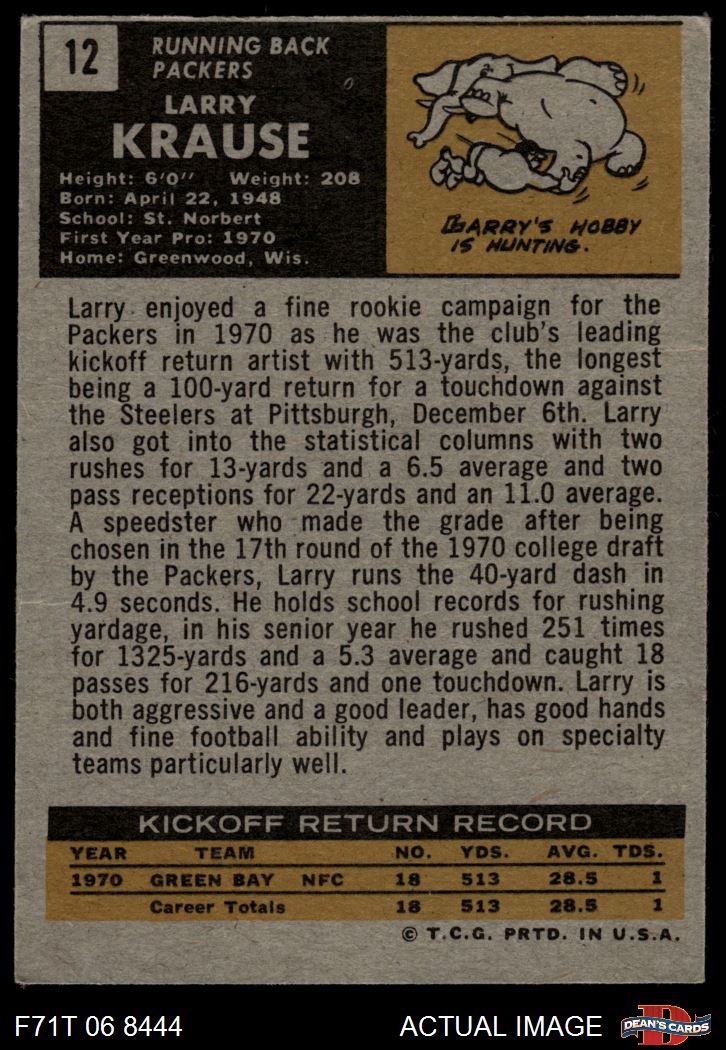 12
RUNNING BACK
PACKERS
LARRY
KRAUSE
Height: 6'0" Weight: 208
Born: April 22, 1948
School: St. Norbert
First Year Pro: 1970
Home: Greenwood, Wis.
GARRY'S HOBBY
IS HUNTING.
Larry enjoyed a fine rookie campaign for the
Packers in 1970 as he was the club's leading
kickoff return artist with 513-yards, the longest
being a 100-yard return for a touchdown against
the Steelers at Pittsburgh, December 6th. Larry
also got into the statistical columns with two
rushes for 13-yards and a 6.5 average and two
pass receptions for 22-yards and an 11.0 average.
A speedster who made the grade after being
chosen in the 17th round of the 1970 college draft
by the Packers, Larry runs the 40-yard dash in
4.9 seconds. He holds school records for rushing
yardage, in his senior year he rushed 251 times
for 1325-yards and a 5.3 average and caught 18
passes for 216-yards and one touchdown. Larry is
both aggressive and a good leader, has good hands
and fine football ability and plays on specialty
teams particularly well.
KICKOFF RETURN RECORD
YEAR TEAM NO. YDS. AVG. TDS.
1970 GREEN BAY NFC 18 513 28.5 1
Career Totals 18 513 28.5 1
© T.C.G. PRTD. IN U.S.A.
F71T 06 8444 ACTUAL IMAGE D DEAN'S CARDS